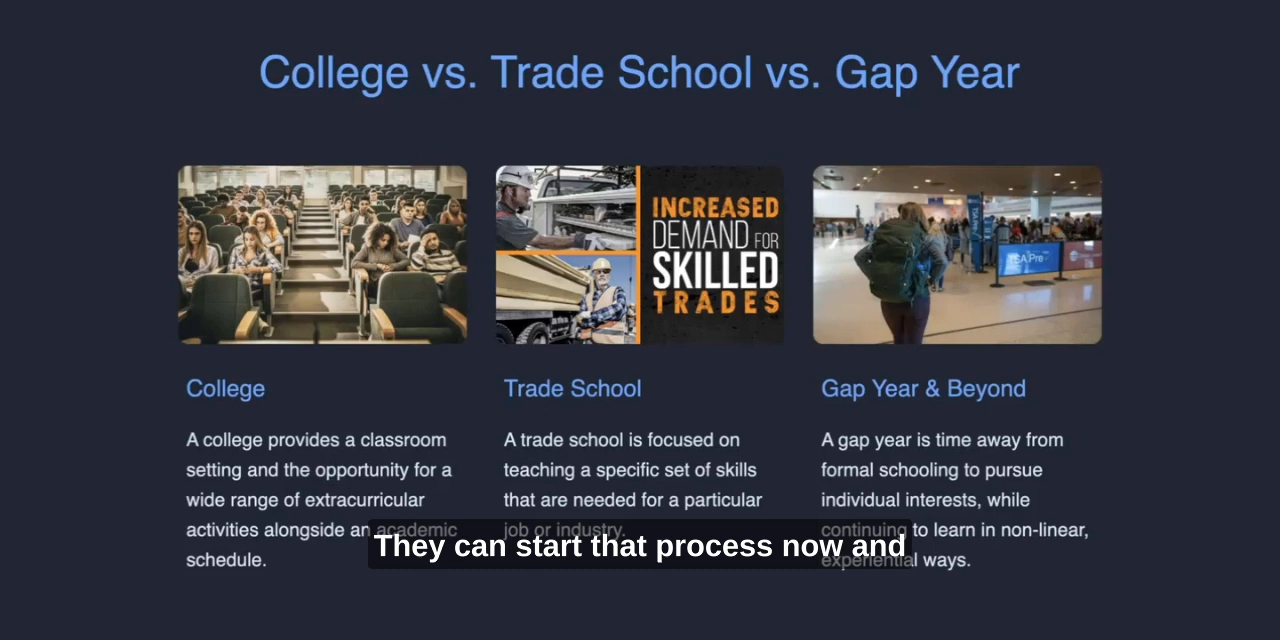 College vs. Trade School vs. Gap Year
INCREASED
DEMAND FOR
SKILLED
TRADES
TSA Pre
College
A college provides a classroom
setting and the opportunity for a
wide range of extracurricular
activities alongside an academic
schedule.
Trade School
A trade school is focused on
teaching a specific set of skills
that are needed for a particular
job or industry.
Gap Year & Beyond
A gap year is time away from
formal schooling to pursue
individual interests, while
continuing to learn in non-linear,
experiential ways.
They can start that process now and